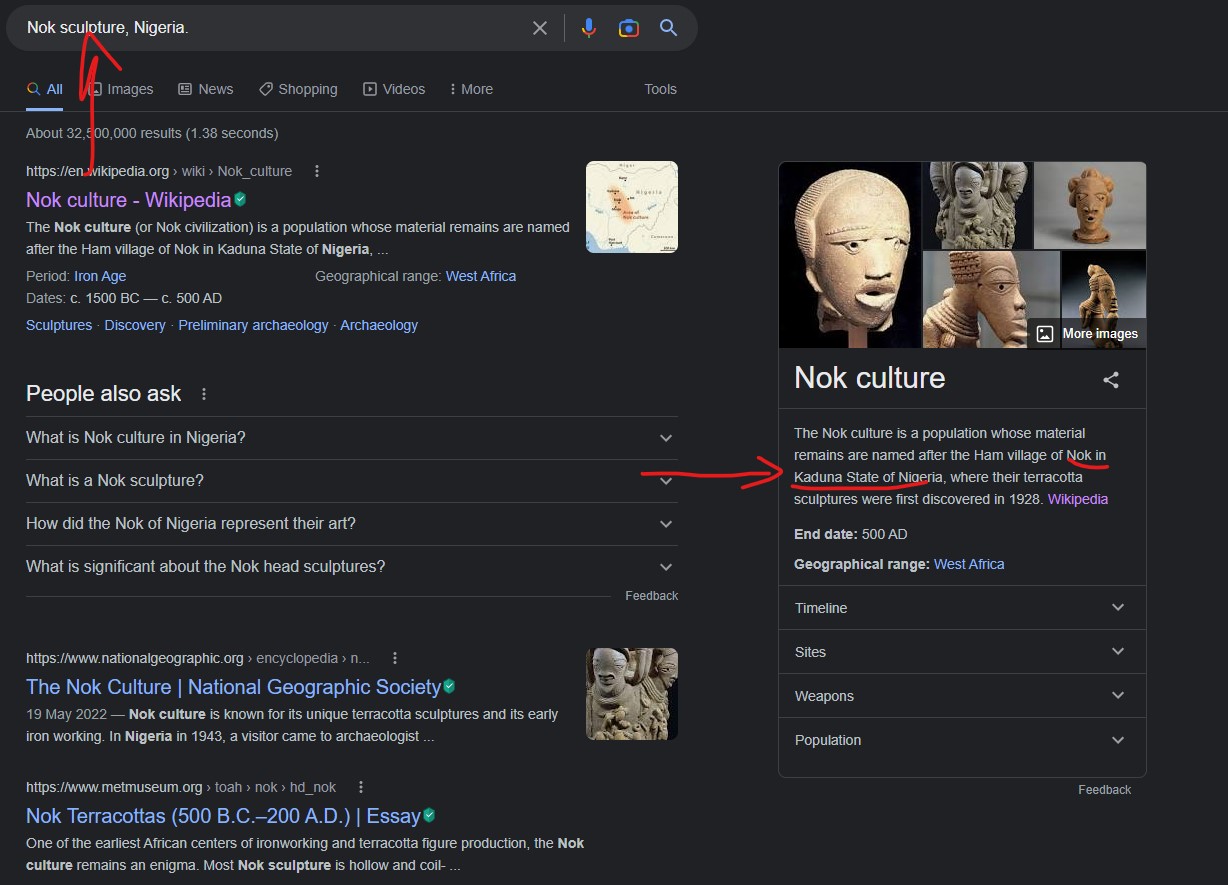 Nok sculpture, Nigeria.
All
Images
News
Shopping
Videos
More
Tools
About 32,500,000 results (1.38 seconds)
https://en.wikipedia.org › wiki › Nok_culture
Nok culture - Wikipedia
The Nok culture (or Nok civilization) is a population whose material remains are named
after the Ham village of Nok in Kaduna State of Nigeria, ...
Period: Iron Age
Geographical range: West Africa
Dates: c. 1500 BC — c. 500 AD
Sculptures · Discovery · Preliminary archaeology · Archaeology
People also ask
What is Nok culture in Nigeria?
What is a Nok sculpture?
How did the Nok of Nigeria represent their art?
What is significant about the Nok head sculptures?
Feedback
https://www.nationalgeographic.org › encyclopedia › n...
The Nok Culture | National Geographic Society
19 May 2022 — Nok culture is known for its unique terracotta sculptures and its early
iron working. In Nigeria in 1943, a visitor came to archaeologist ...
https://www.metmuseum.org › toah › nok › hd_nok
Nok Terracottas (500 B.C.–200 A.D.) | Essay
One of the earliest African centers of ironworking and terracotta figure production, the Nok
culture remains an enigma. Most Nok sculpture is hollow and coil- ...
More images
Nok culture
The Nok culture is a population whose material
remains are named after the Ham village of Nok in
Kaduna State of Nigeria, where their terracotta
sculptures were first discovered in 1928. Wikipedia
End date: 500 AD
Geographical range: West Africa
Timeline
Sites
Weapons
Population
Feedback